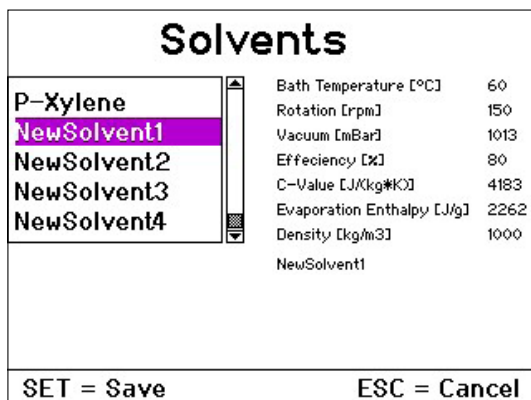 Solvents
P-Xylene
NewSolvent1
NewSolvent2
NewSolvent3
NewSolvent4
Bath Temperature [ºC] 60
Rotation [rpm] 150
Vacuum [mBar] 1013
Effeciency [%] 80
C-Value [J/(kg*K)] 4183
Evaporation Enthalpy [J/g] 2262
Density [kg/m3] 1000
NewSolvent1
SET = Save ESC = Cancel